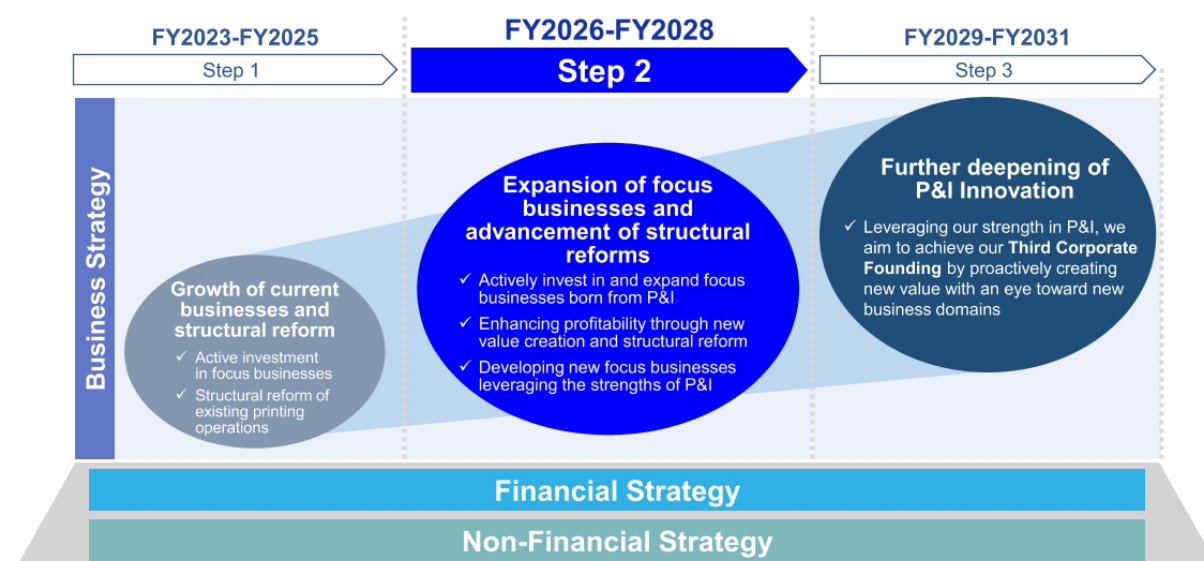 FY2023-FY2025
Step 1
FY2026-FY2028
Step 2
FY2029-FY2031
Step 3
Business Strategy
Growth of current
businesses and
structural reform
✓ Active investment
in focus businesses
✓ Structural reform of
existing printing
operations
Expansion of focus
businesses and
advancement of structural
reforms
✓ Actively invest in and expand focus
businesses born from P&I
✓ Enhancing profitability through new
value creation and structural reform
✓ Developing new focus businesses
leveraging the strengths of P&I
Further deepening of
P&I Innovation
✓ Leveraging our strength in P&I, we
aim to achieve our Third Corporate
Founding by proactively creating
new value with an eye toward new
business domains
Financial Strategy
Non-Financial Strategy